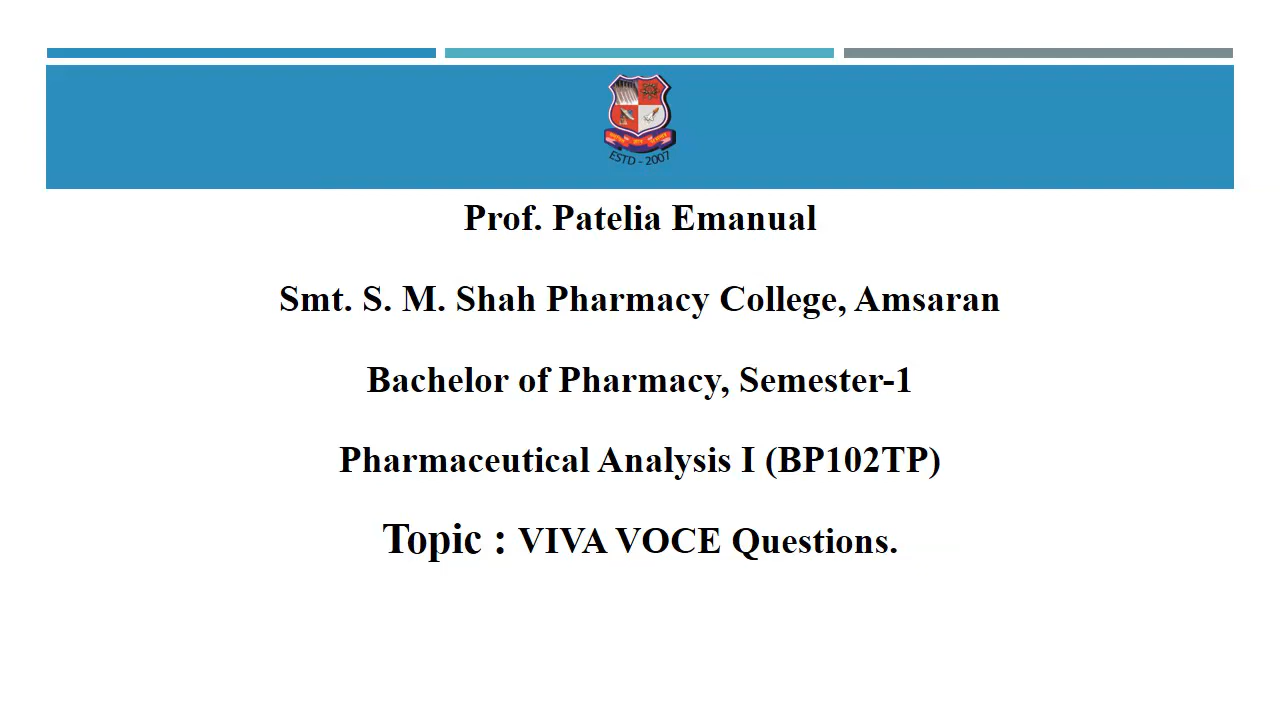 ESTD - 2007
Prof. Patelia Emanual
Smt. S. M. Shah Pharmacy College, Amsaran
Bachelor of Pharmacy, Semester-1
Pharmaceutical Analysis I (BP102TP)
Topic : VIVA VOCE Questions.